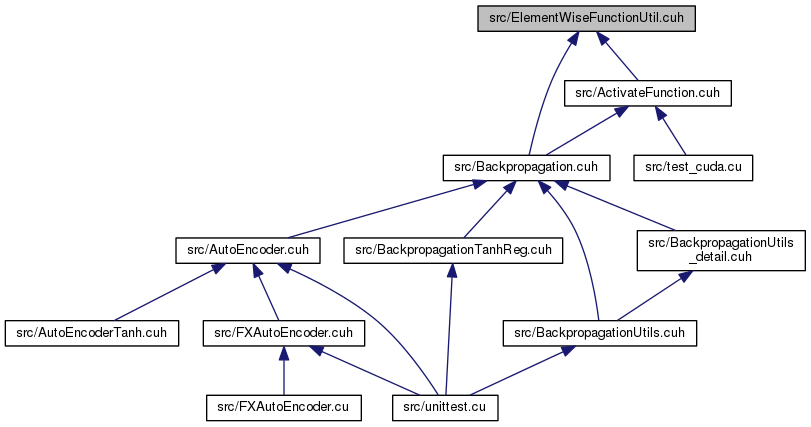 src/ElementWiseFunctionUtil.cuh
src/ActivateFunction.cuh
src/Backpropagation.cuh
src/test_cuda.cu
src/AutoEncoder.cuh
src/BackpropagationTanhReg.cuh
src/BackpropagationUtils
_detail.cuh
src/AutoEncoderTanh.cuh
src/FXAutoEncoder.cuh
src/BackpropagationUtils.cuh
src/FXAutoEncoder.cu
src/unittest.cu